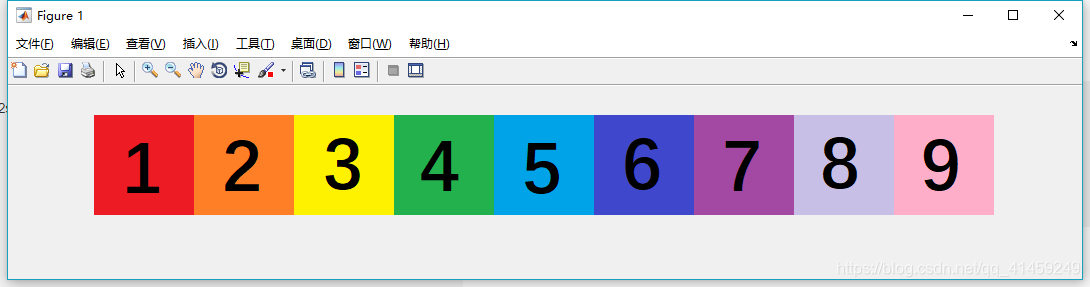 Figure 1
文件(F) 编辑(E) 查看(V) 插入(I) 工具(T) 桌面(D) 窗口(W) 帮助(H)
1 2 3 4 5 6 7 8 9
https://blog.csdn.net/qq_41459249